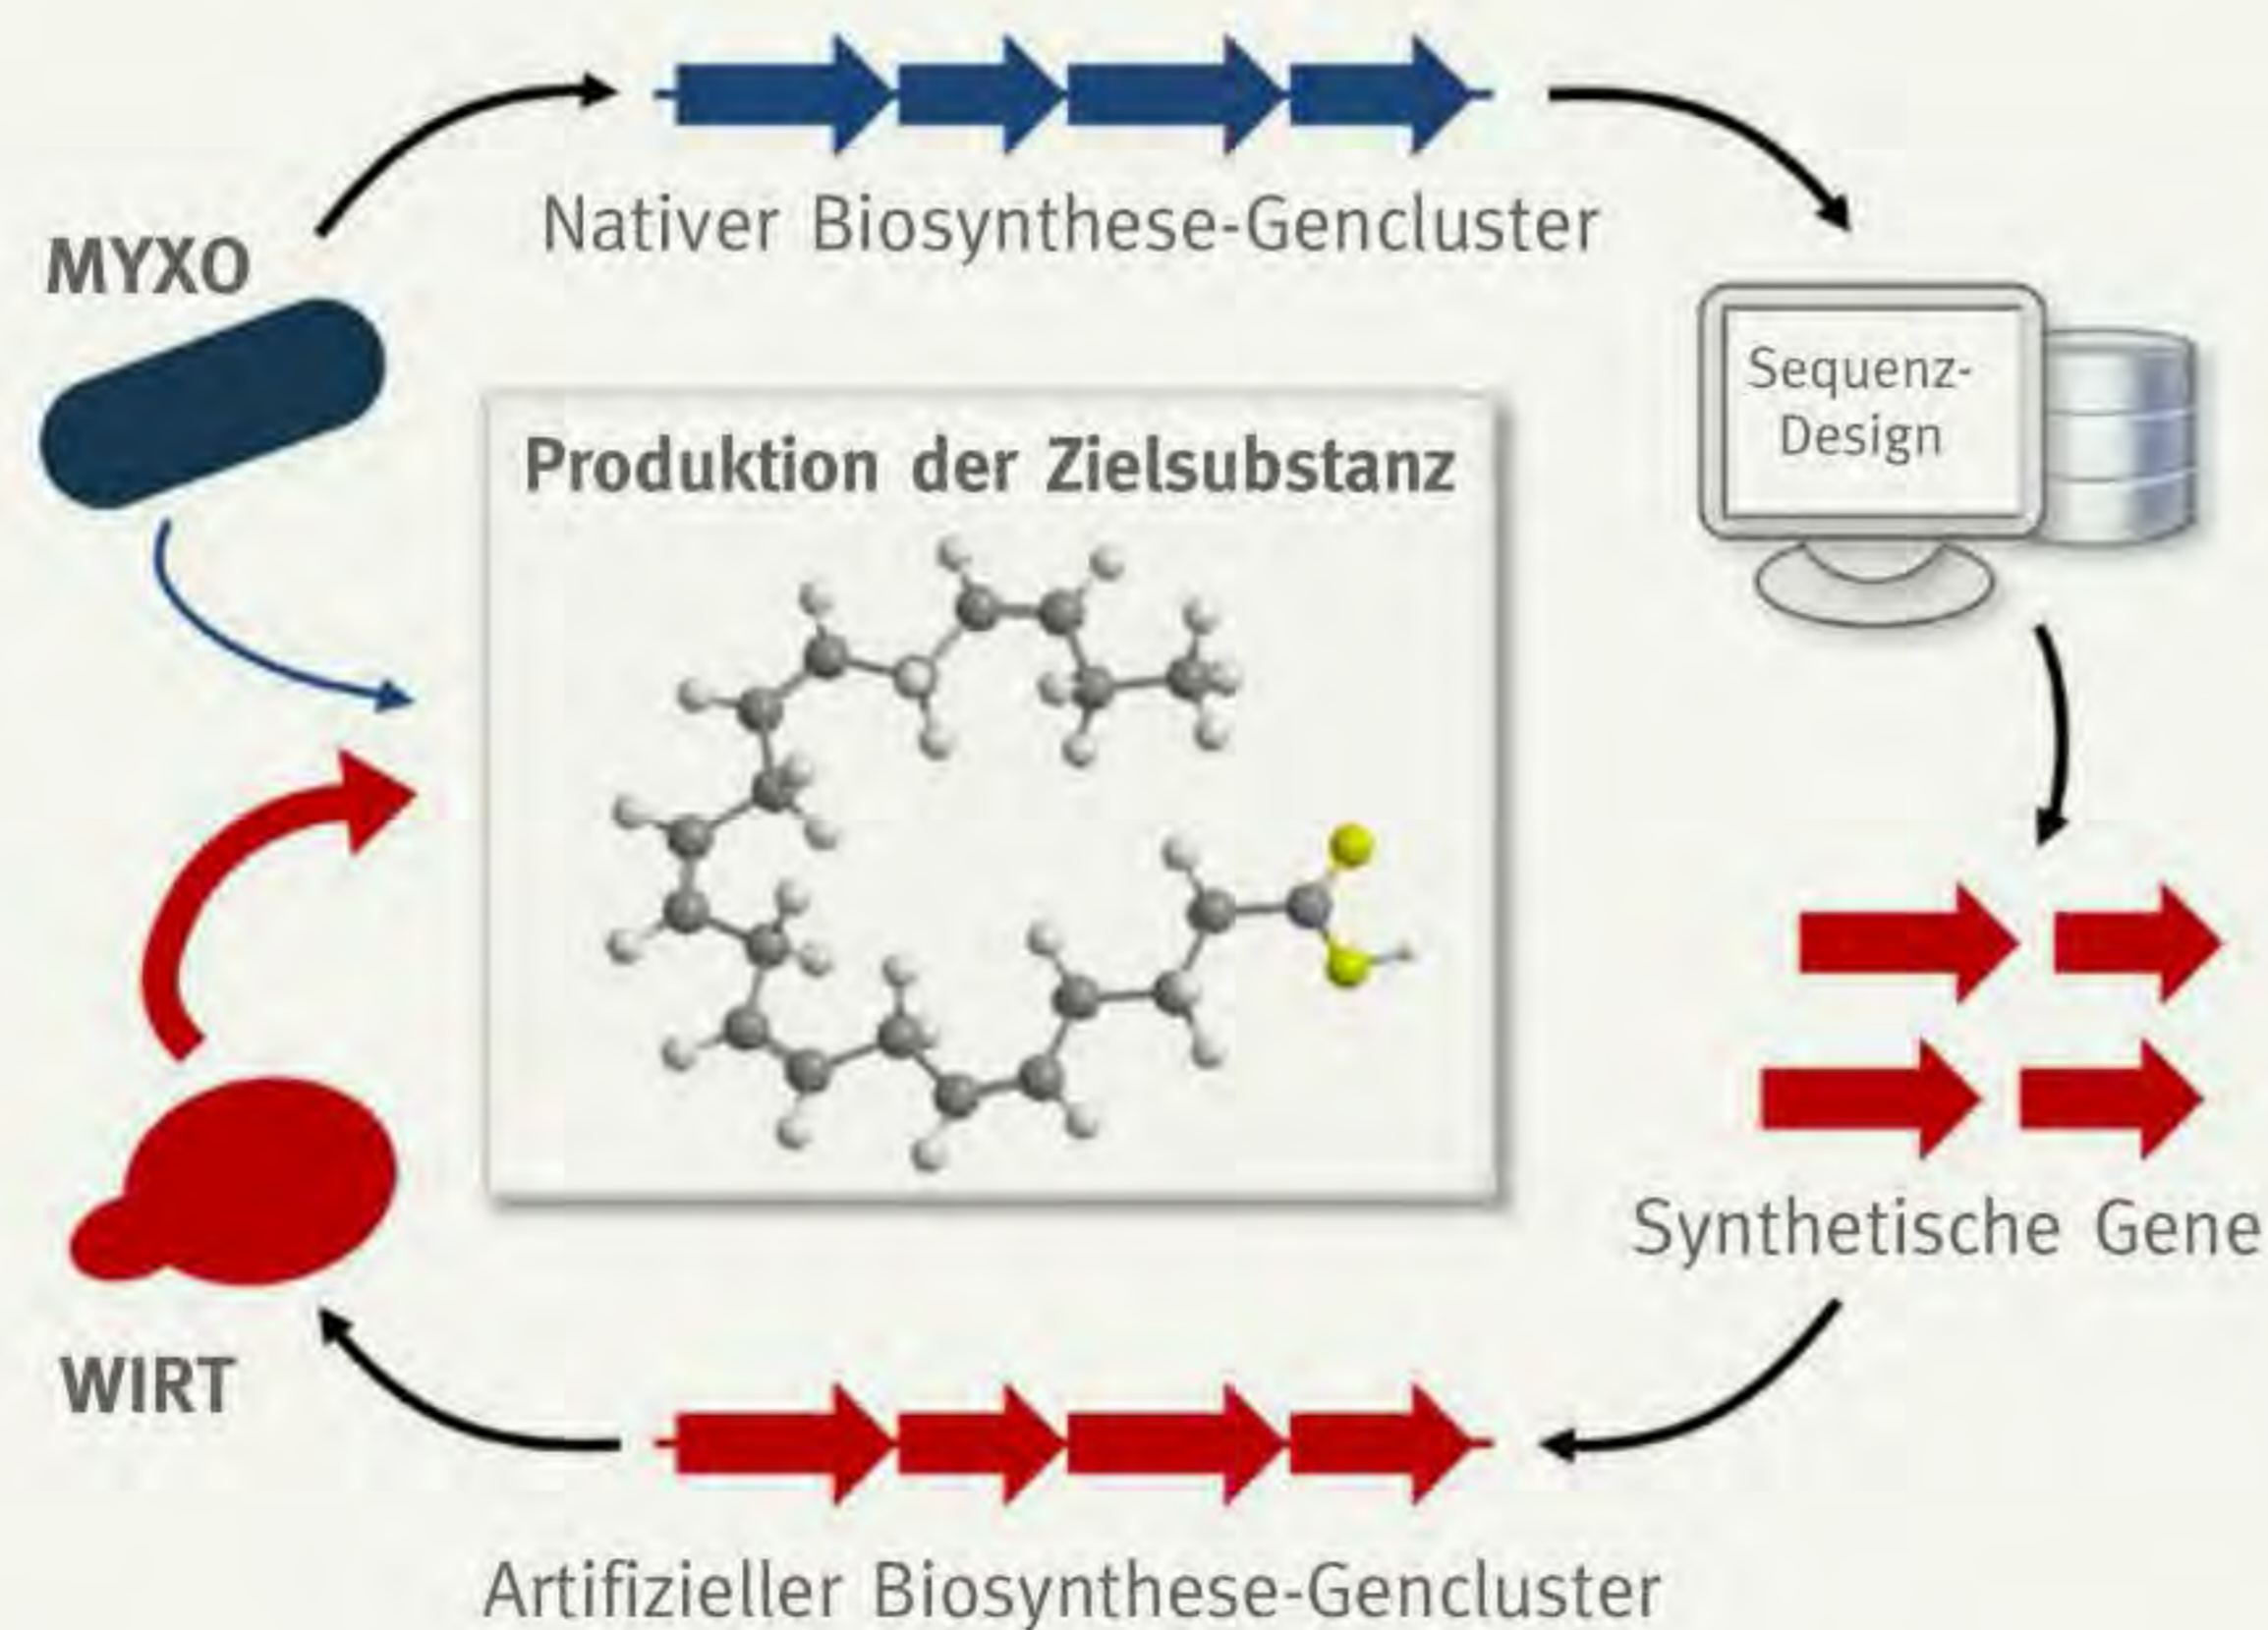 Nativer Biosynthese-Gencluster
MYXO
Sequenz-
Design
Produktion der Zielsubstanz
Synthetische Gene
WIRT
Artifizieller Biosynthese-Gencluster